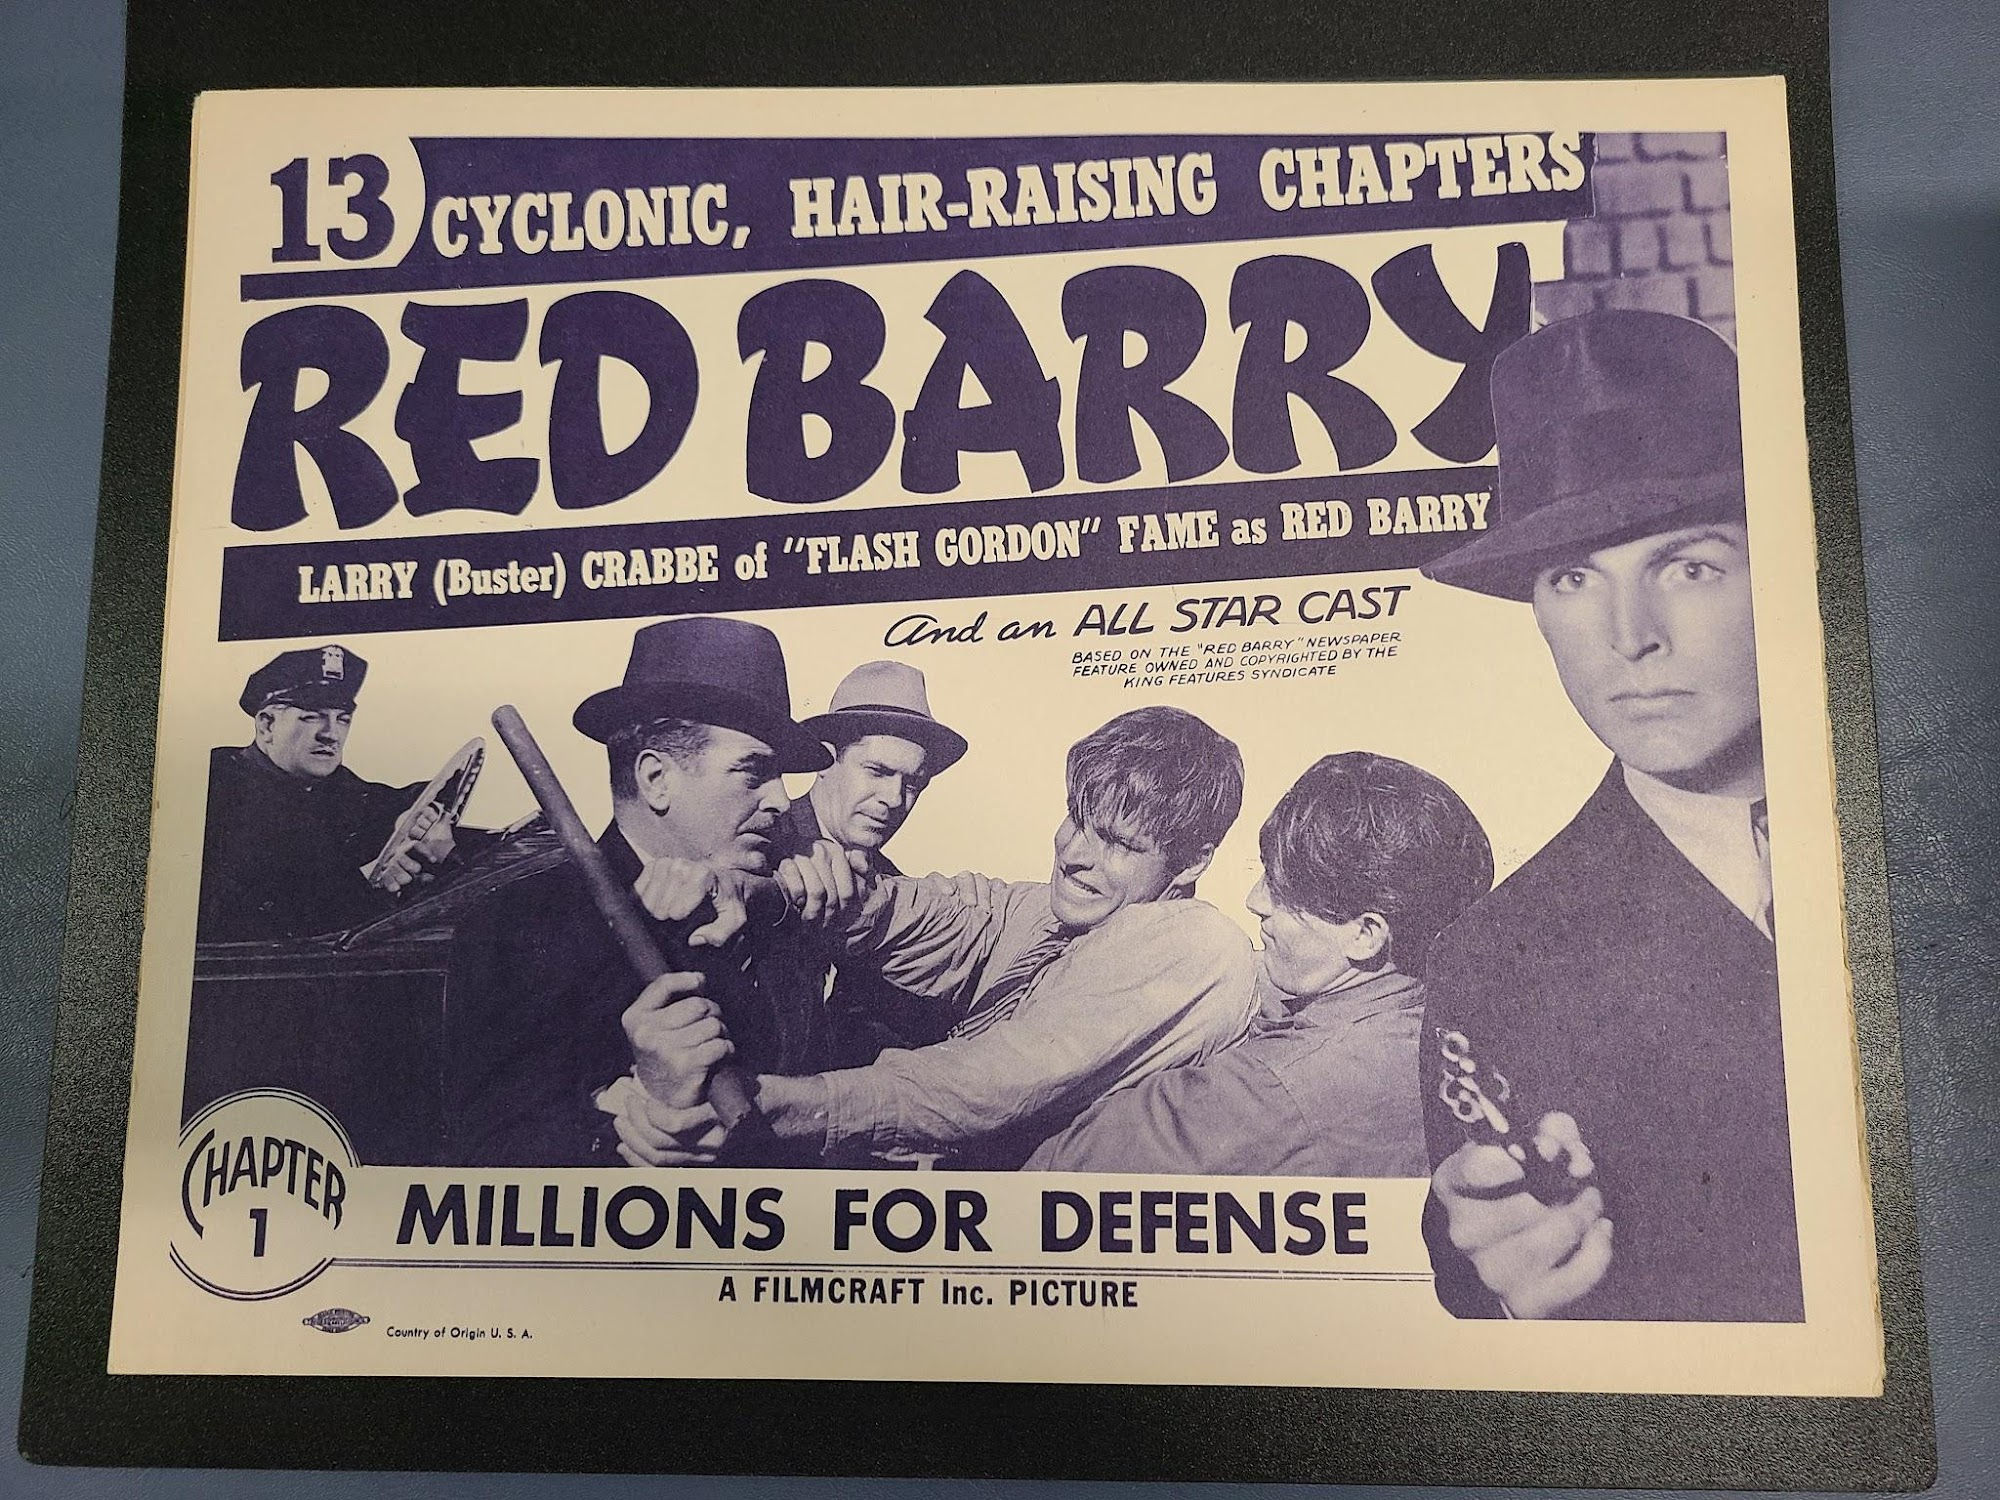 13 CYCLONIC, HAIR-RAISING CHAPTERS
RED BARRY
LARRY (Buster) CRABBE of "FLASH GORDON" FAME as RED BARRY
And an ALL STAR CAST
BASED ON THE "RED BARRY" NEWSPAPER
FEATURE OWNED AND COPYRIGHTED BY THE
KING FEATURES SYNDICATE
CHAPTER
1
MILLIONS FOR DEFENSE
A FILMCRAFT Inc. PICTURE
Country of Origin U. S. A.